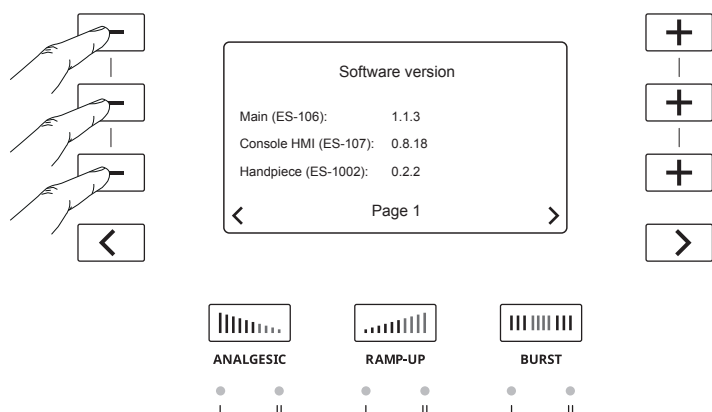 Software version
Main (ES-106): 1.1.3
Console HMI (ES-107): 0.8.18
Handpiece (ES-1002): 0.2.2
Page 1
ANALGESIC RAMP-UP BURST
I II I II I II